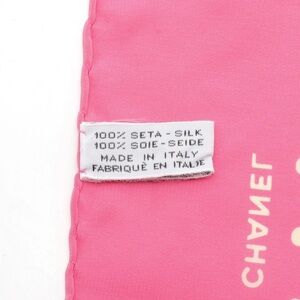 100% SETA - SILK
100% SOIE - SEIDE
MADE IN ITALY
FABRIQUÈ EN ITALIE
CHANEL